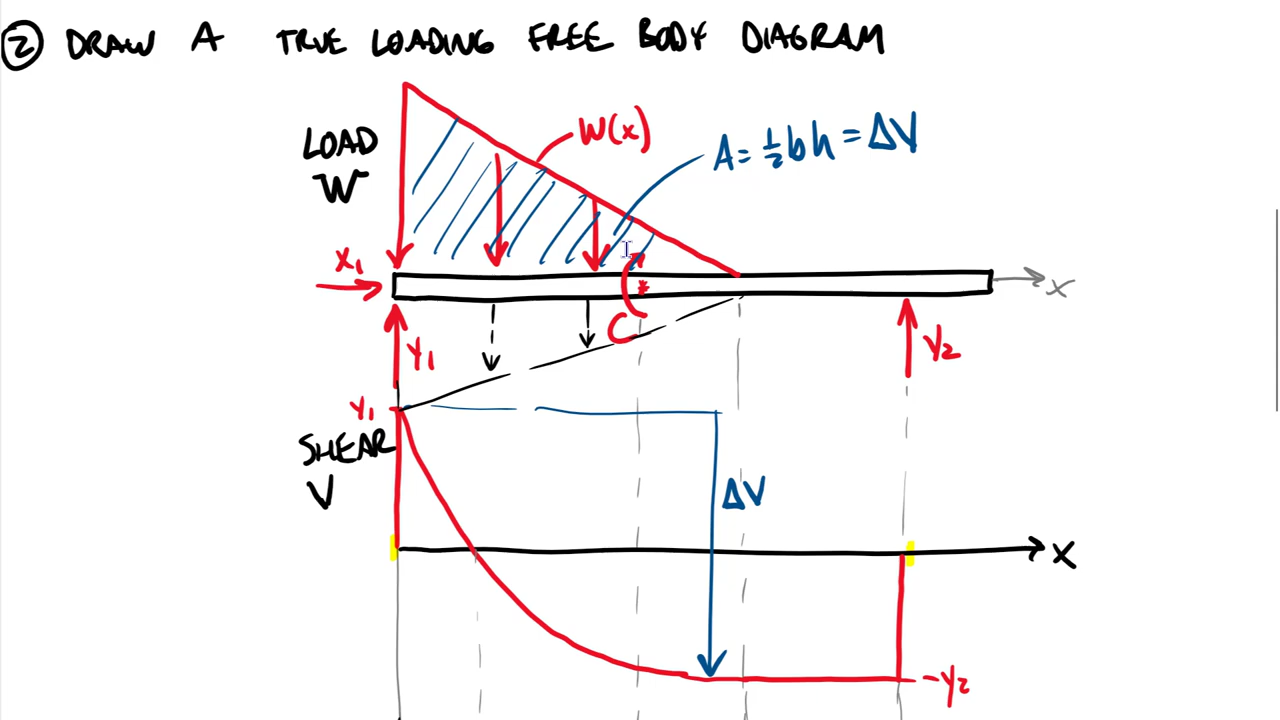 ② DRAW A TRUE LOADING FREE BODY DIAGRAM
LOAD
W
W(x)
A = ½bh = ΔV
X₁
x
C
Y₁
Y₂
Y₁
SHEAR
V
ΔV
X
-Y₂